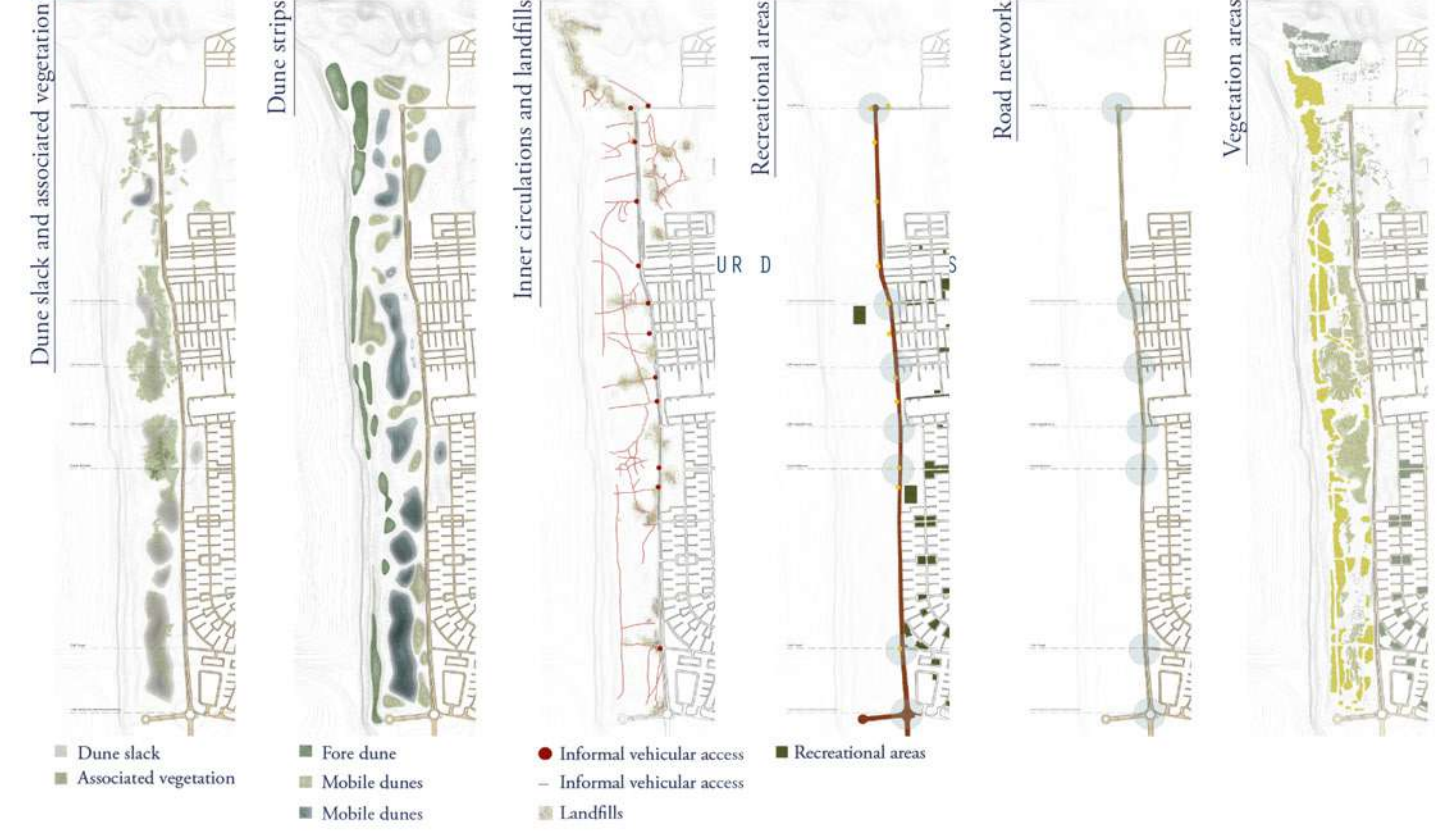 Dune slack and associated vegetation
Dune strips
Inner circulations and landfills
Recreational areas
Road network
Vegetation areas
UR D
S
Dune slack
Associated vegetation
Fore dune
Mobile dunes
Mobile dunes
Informal vehicular access
Informal vehicular access
Landfills
Recreational areas